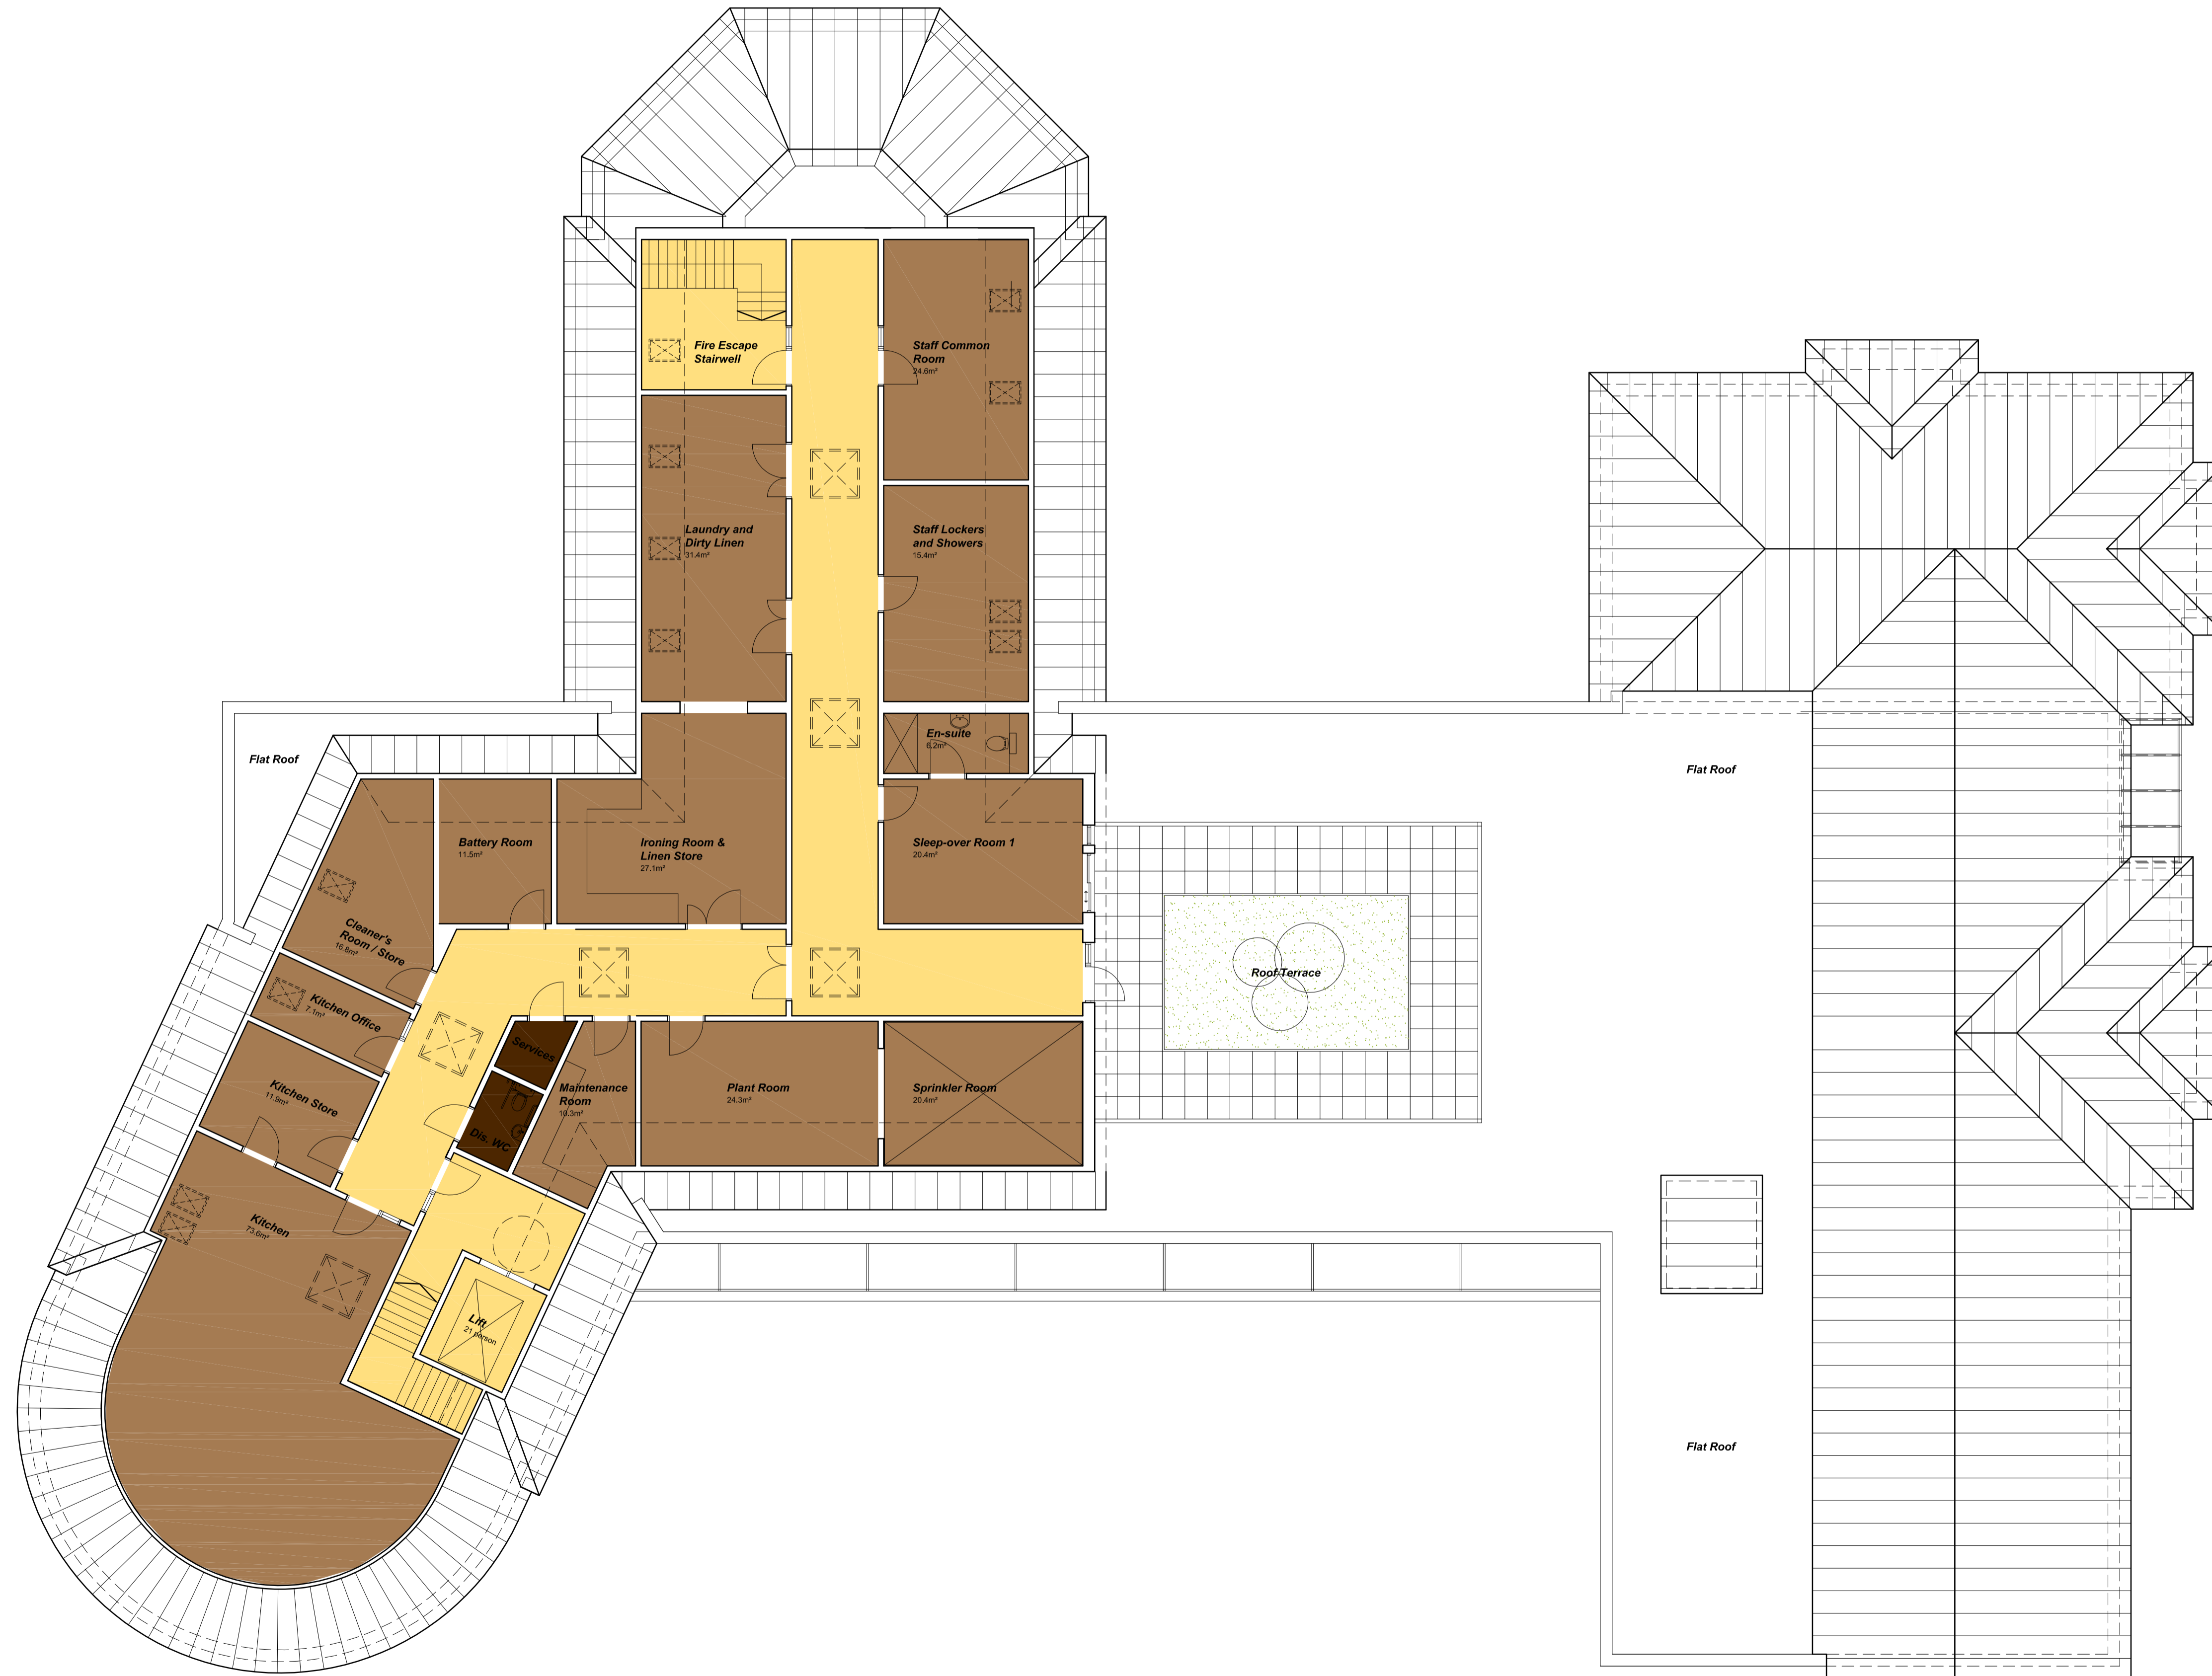 Fire Escape
Stairwell
Staff Common
Room
24.6m²
Laundry and
Dirty Linen
31.4m²
Staff Lockers
and Showers
15.4m²
En-suite
6.2m²
Flat Roof
Flat Roof
Battery Room
11.5m²
Ironing Room &
Linen Store
27.1m²
Sleep-over Room 1
20.4m²
Cleaner's
Room / Store
16.8m²
Kitchen Office
7.1m²
Roof Terrace
Services
Kitchen Store
11.9m²
Maintenance
Room
10.3m²
Plant Room
24.3m²
Sprinkler Room
20.4m²
Dis. WC
Kitchen
73.6m²
Lift
21 person
Flat Roof